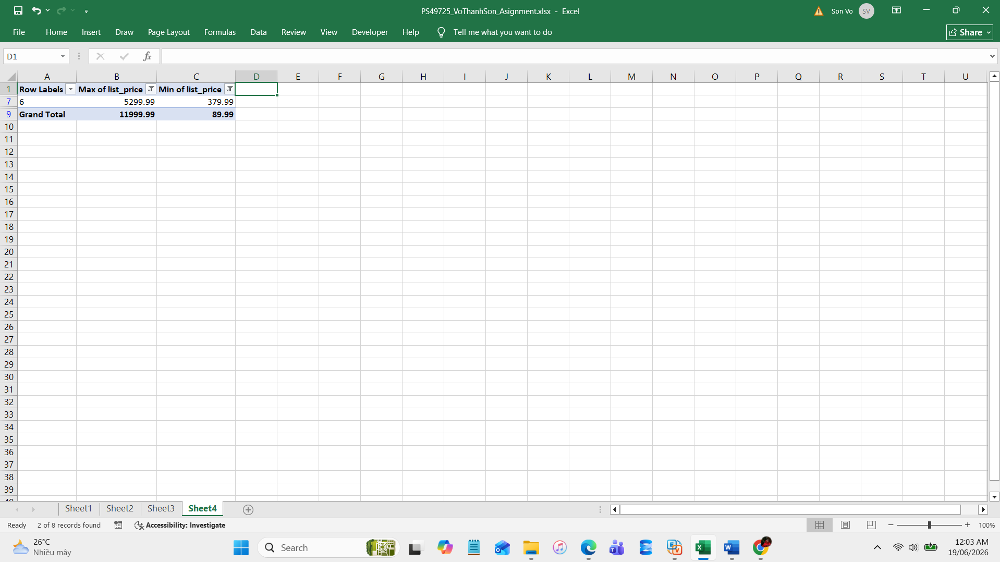 PS49725_VoThanhSon_Asignment.xlsx - Excel
Son Vo
SV
File Home Insert Draw Page Layout Formulas Data Review View Developer Help Tell me what you want to do
Share
D1
fx
A B C D E F G H I J K L M N O P Q R S T U
1 Row Labels Max of list_price Min of list_price
7 6 5299.99 379.99
9 Grand Total 11999.99 89.99
10
11
12
13
14
15
16
17
18
19
20
21
22
23
24
25
26
27
28
29
30
31
32
33
34
35
36
37
38
39
40
Sheet1 Sheet2 Sheet3 Sheet4
Ready 2 of 8 records found Accessibility: Investigate
100%
26°C
Nhiều mây
Search
12:03 AM
19/06/2026